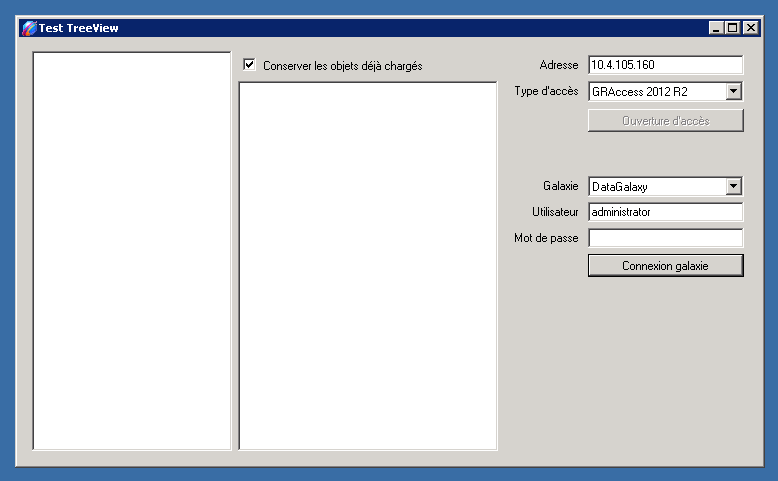 Test TreeView
Conserver les objets déjà chargés
Adresse 10.4.105.160
Type d'accès GRAccess 2012 R2
Ouverture d'accès
Galaxie DataGalaxy
Utilisateur administrator
Mot de passe
Connexion galaxie